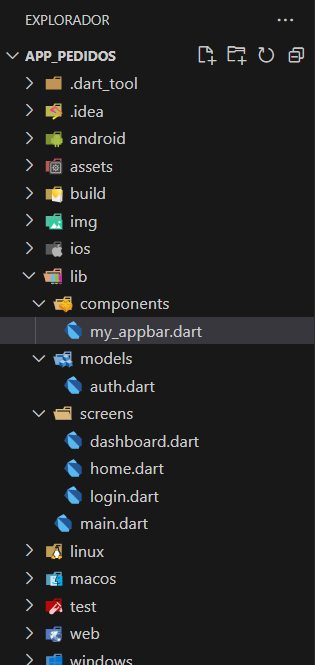 EXPLORADOR
APP_PEDIDOS
.dart_tool
.idea
android
assets
build
img
ios
lib
components
my_appbar.dart
models
auth.dart
screens
dashboard.dart
home.dart
login.dart
main.dart
linux
macos
test
web
windows